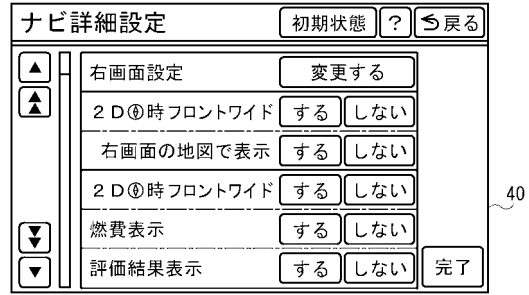 ナビ詳細設定 初期状態 ? 戻る
右画面設定 変更する
2D時フロントワイド する しない
右画面の地図で表示 する しない
2D時フロントワイド する しない
燃費表示 する しない
評価結果表示 する しない
完了
40